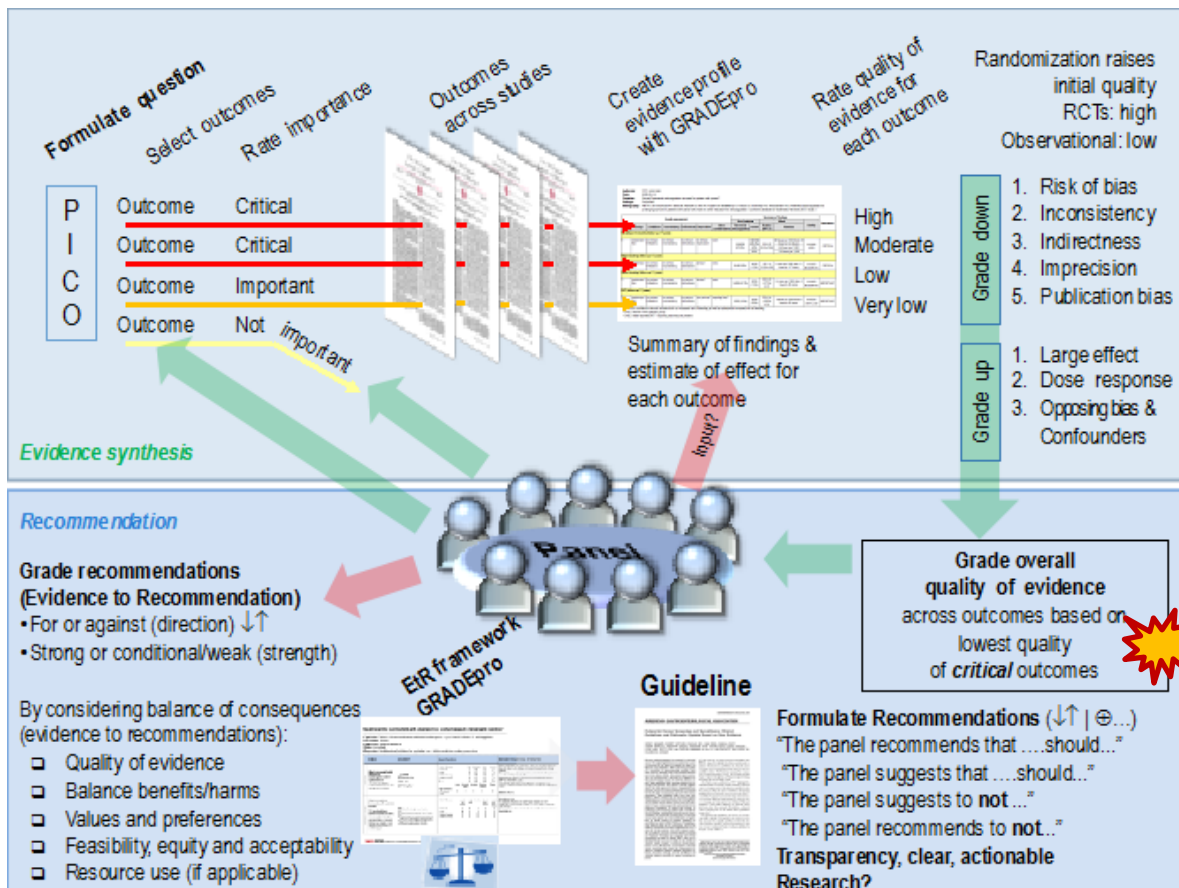 Formulate question
Select outcomes
Rate importance
Outcomes
across studies
Create
evidence profile
with GRADEpro
Rate quality of
evidence for
each outcome
Randomization raises
initial quality
RCTs: high
Observational: low
P
I
C
O
Outcome Critical
Outcome Critical
Outcome Important
Outcome Not important
High
Moderate
Low
Very low
Summary of findings &
estimate of effect for
each outcome
Grade down
1. Risk of bias
2. Inconsistency
3. Indirectness
4. Imprecision
5. Publication bias
Grade up
1. Large effect
2. Dose response
3. Opposing bias &
Confounders
Evidence synthesis
Input?
Panel
Recommendation
Grade recommendations
(Evidence to Recommendation)
•For or against (direction) ↓↑
•Strong or conditional/weak (strength)
By considering balance of consequences
(evidence to recommendations):
❑ Quality of evidence
❑ Balance benefits/harms
❑ Values and preferences
❑ Feasibility, equity and acceptability
❑ Resource use (if applicable)
EtR framework
GRADEpro
Guideline
Grade overall
quality of evidence
across outcomes based on
lowest quality
of critical outcomes
Formulate Recommendations (↓↑ | ⊕...)
“The panel recommends that ....should...”
“The panel suggests that ....should...”
“The panel suggests to not ...”
“The panel recommends to not...”
Transparency, clear, actionable
Research?